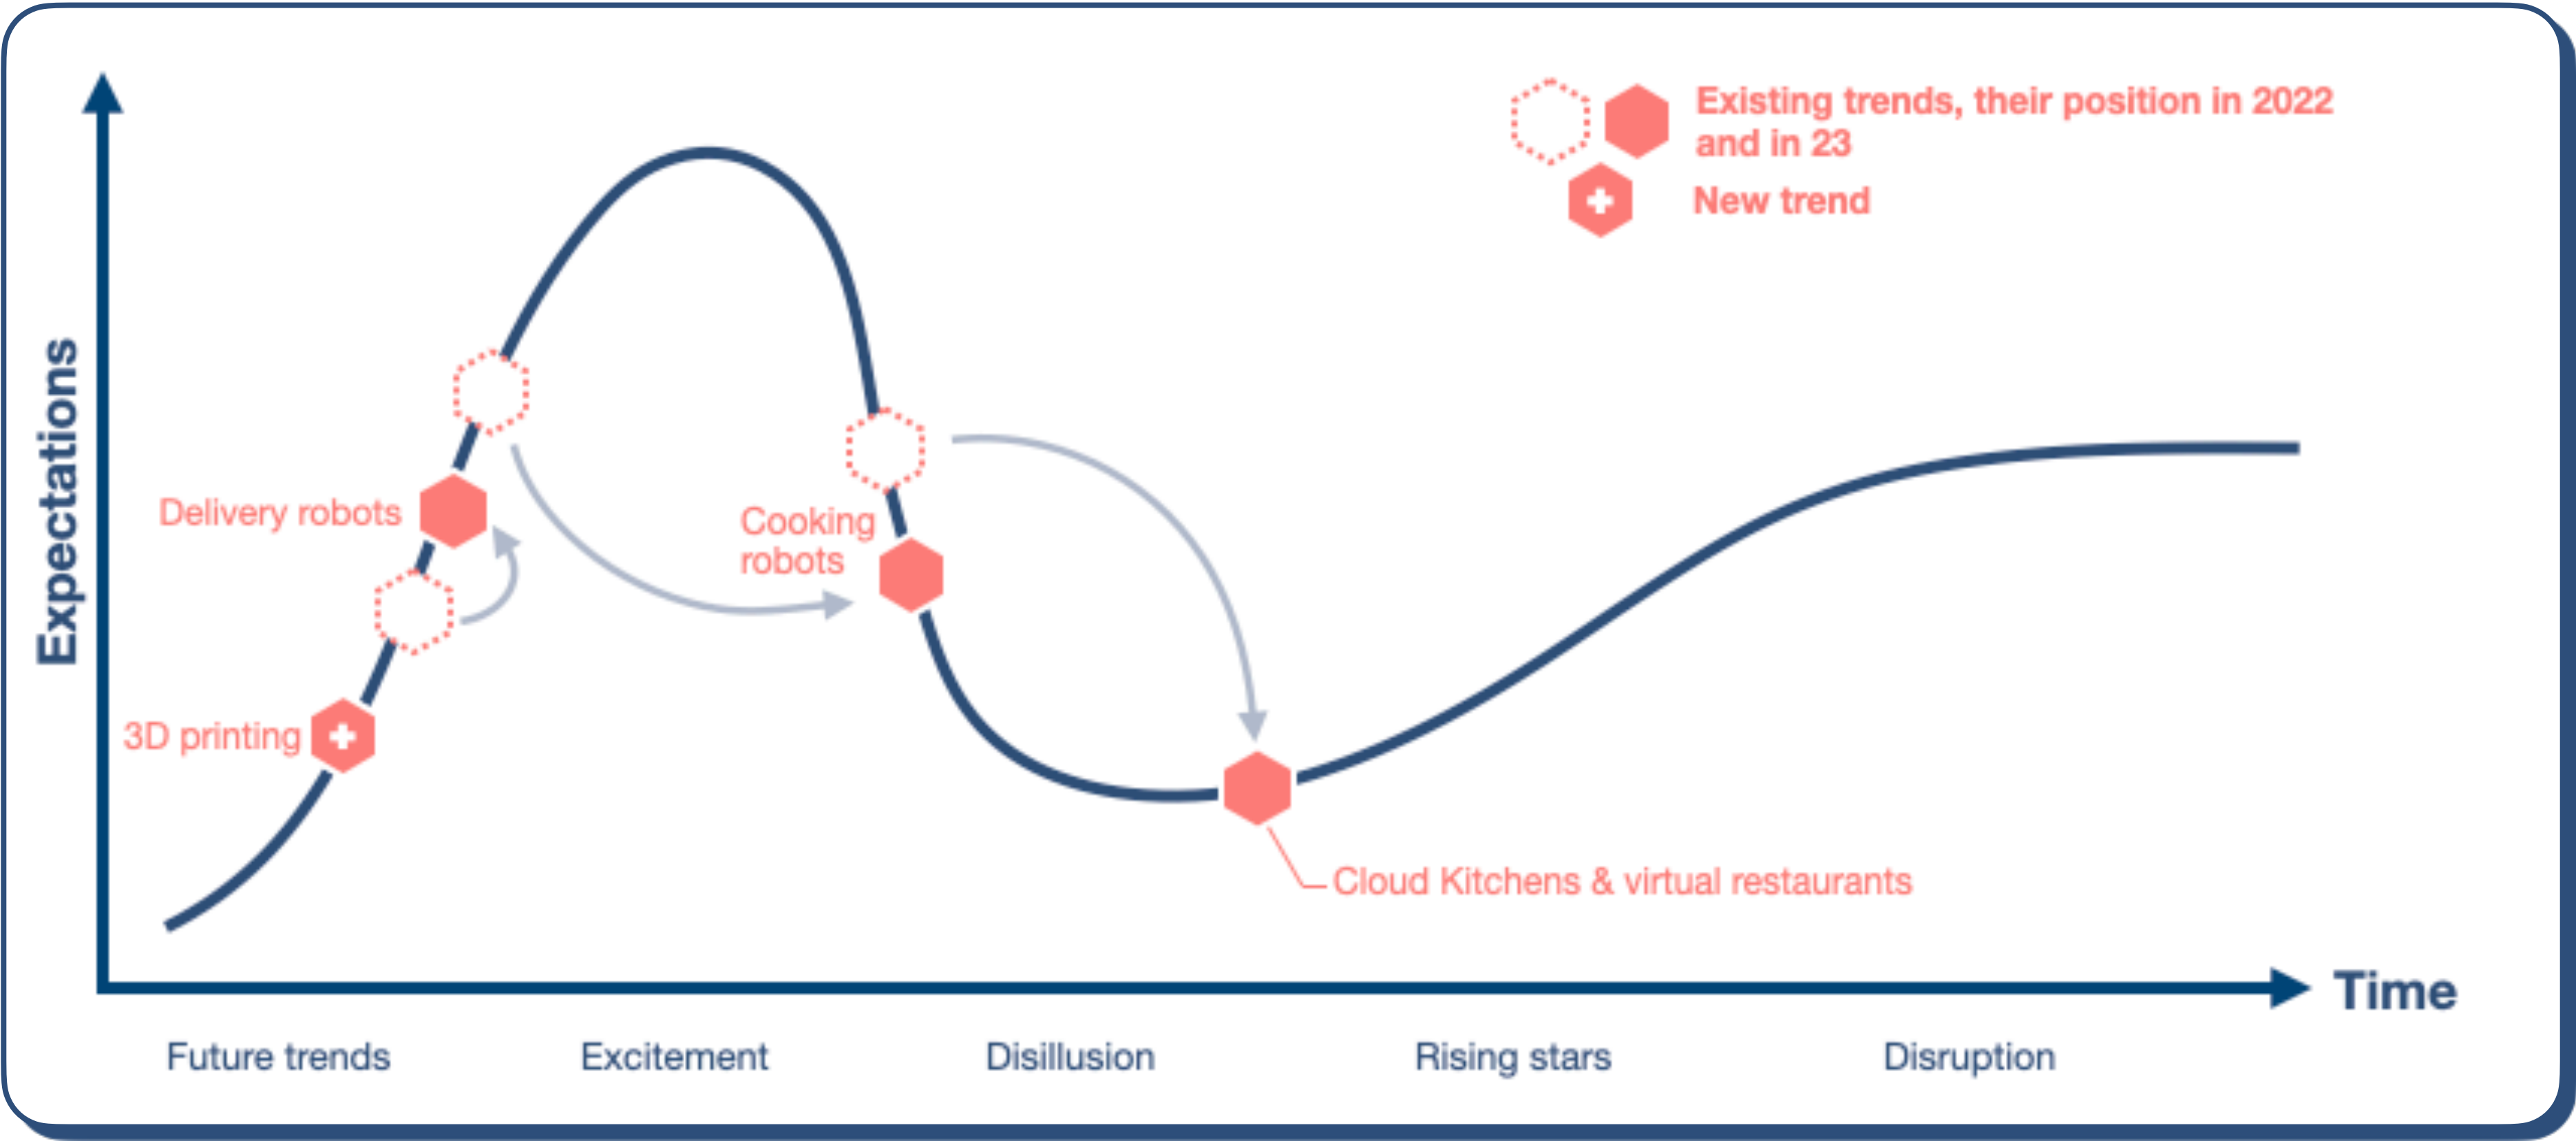 Existing trends, their position in 2022
and in 23
New trend
Expectations
Delivery robots
Cooking
robots
3D printing
Cloud Kitchens & virtual restaurants
Time
Future trends
Excitement
Disillusion
Rising stars
Disruption